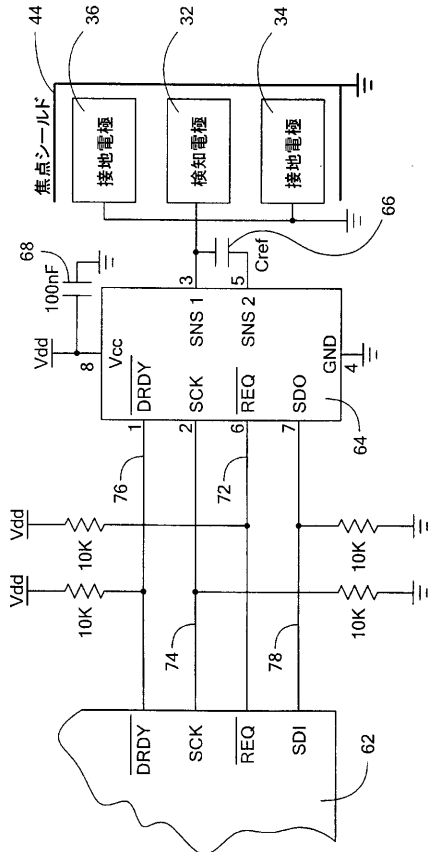 焦点シールド
44
36
32
34
接地電極
検知電極
接地電極
66
68
100nF
Cref
Vdd
8
3
5
Vcc
SNS 1
SNS 2
DRDY
SCK
REQ
SDO
GND
4
64
1
2
6
7
76
72
Vdd
Vdd
10K
10K
10K
10K
74
78
DRDY
SCK
REQ
SDI
62